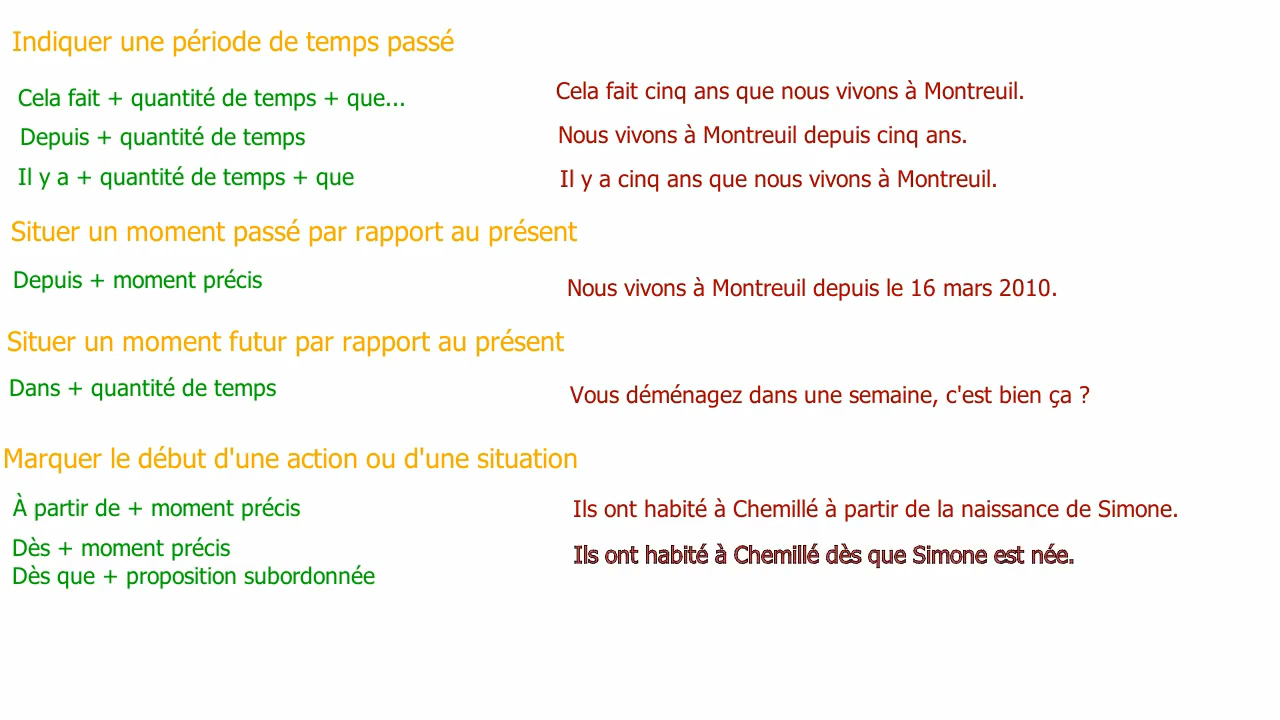 Indiquer une période de temps passé
Cela fait + quantité de temps + que...
Cela fait cinq ans que nous vivons à Montreuil.
Depuis + quantité de temps
Nous vivons à Montreuil depuis cinq ans.
Il y a + quantité de temps + que
Il y a cinq ans que nous vivons à Montreuil.
Situer un moment passé par rapport au présent
Depuis + moment précis
Nous vivons à Montreuil depuis le 16 mars 2010.
Situer un moment futur par rapport au présent
Dans + quantité de temps
Vous déménagez dans une semaine, c'est bien ça ?
Marquer le début d'une action ou d'une situation
À partir de + moment précis
Ils ont habité à Chemillé à partir de la naissance de Simone.
Dès + moment précis
Ils ont habité à Chemillé dès que Simone est née.
Dès que + proposition subordonnée